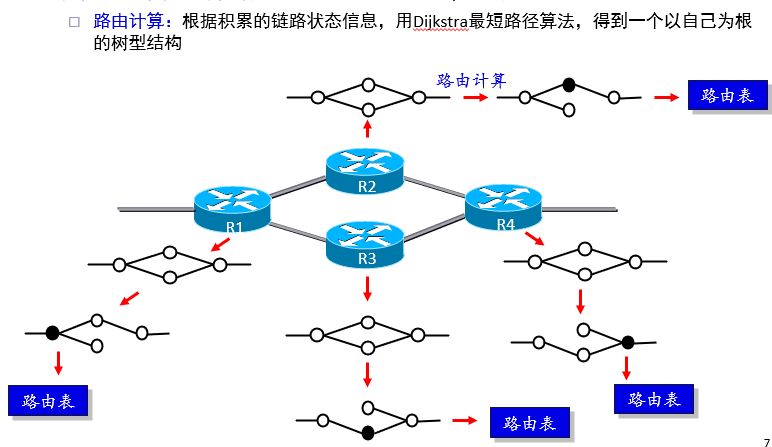 路由计算：根据积累的链路状态信息，用Dijkstra最短路径算法，得到一个以自己为根
的树型结构
路由计算
路由表
R2
R1
R4
R3
路由表
路由表
路由表
7